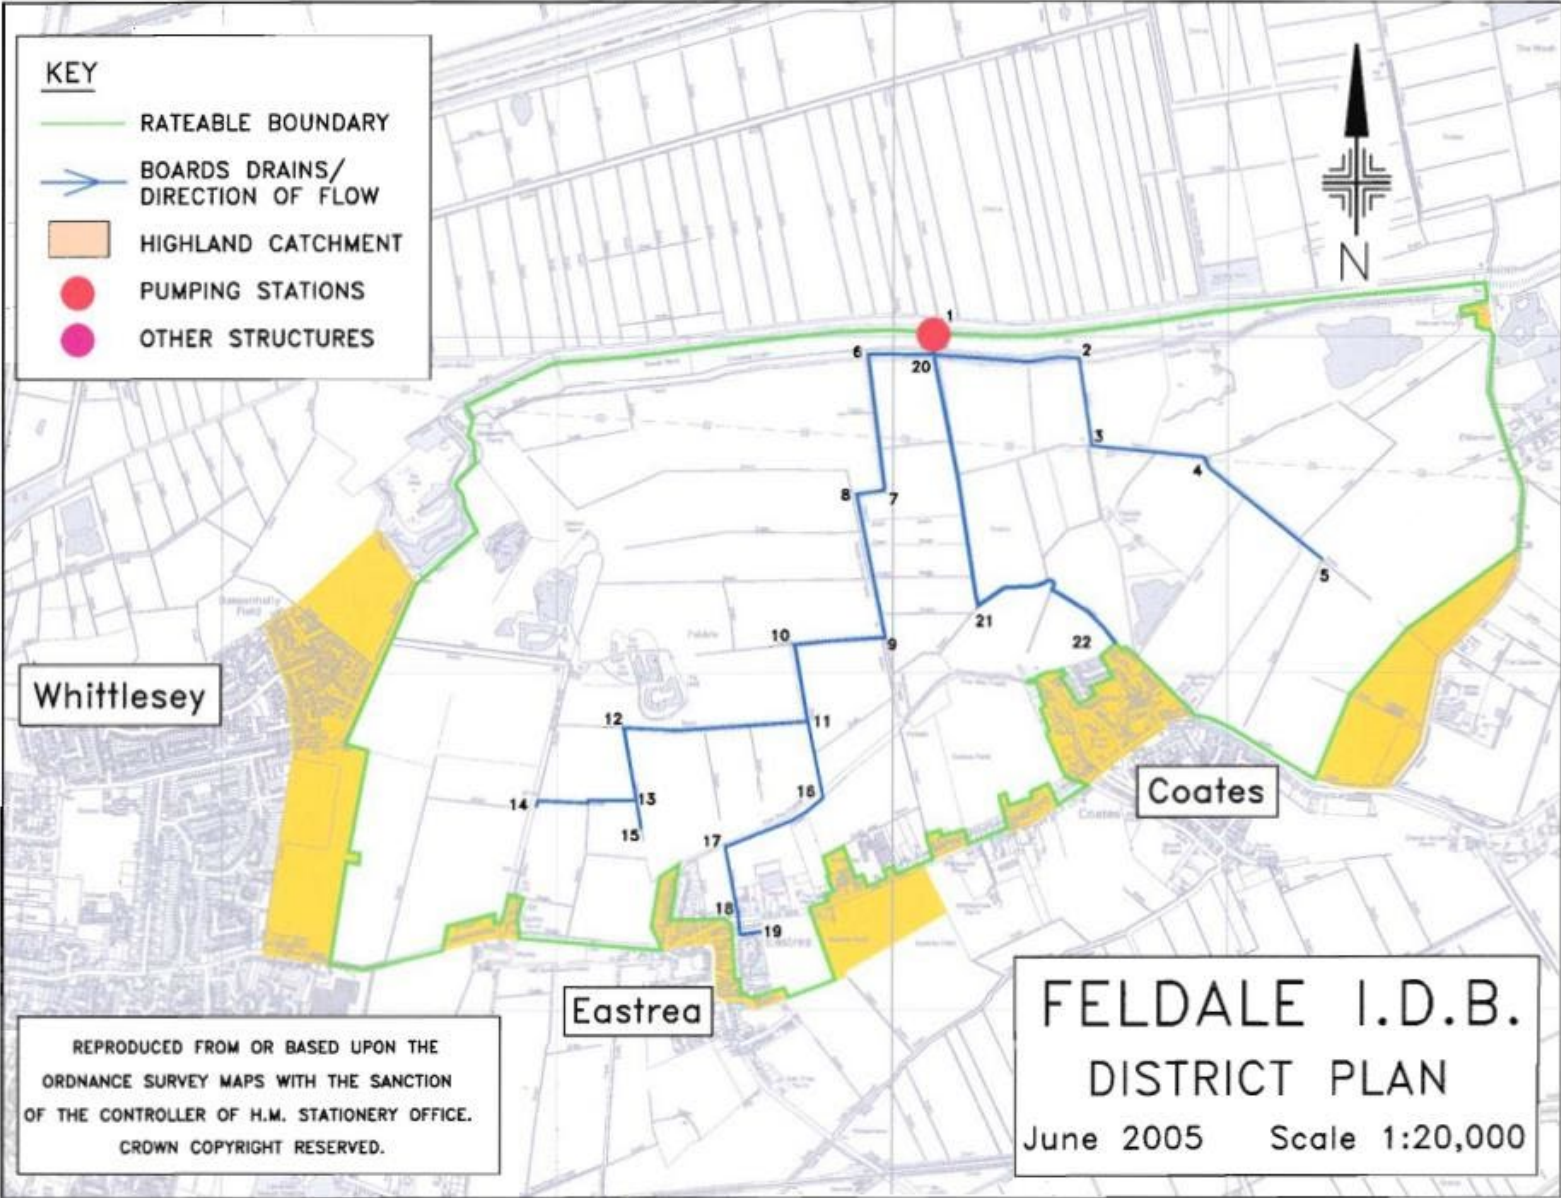 KEY
RATEABLE BOUNDARY
BOARDS DRAINS/
DIRECTION OF FLOW
HIGHLAND CATCHMENT
PUMPING STATIONS
OTHER STRUCTURES
N
1
6
20
2
3
4
8
7
5
21
10
9
22
Whittlesey
12
11
14
13
16
Coates
15
17
Coates
18
19
Eastrea
Eastrea
FELDALE I.D.B.
DISTRICT PLAN
June 2005 Scale 1:20,000
REPRODUCED FROM OR BASED UPON THE
ORDNANCE SURVEY MAPS WITH THE SANCTION
OF THE CONTROLLER OF H.M. STATIONERY OFFICE.
CROWN COPYRIGHT RESERVED.